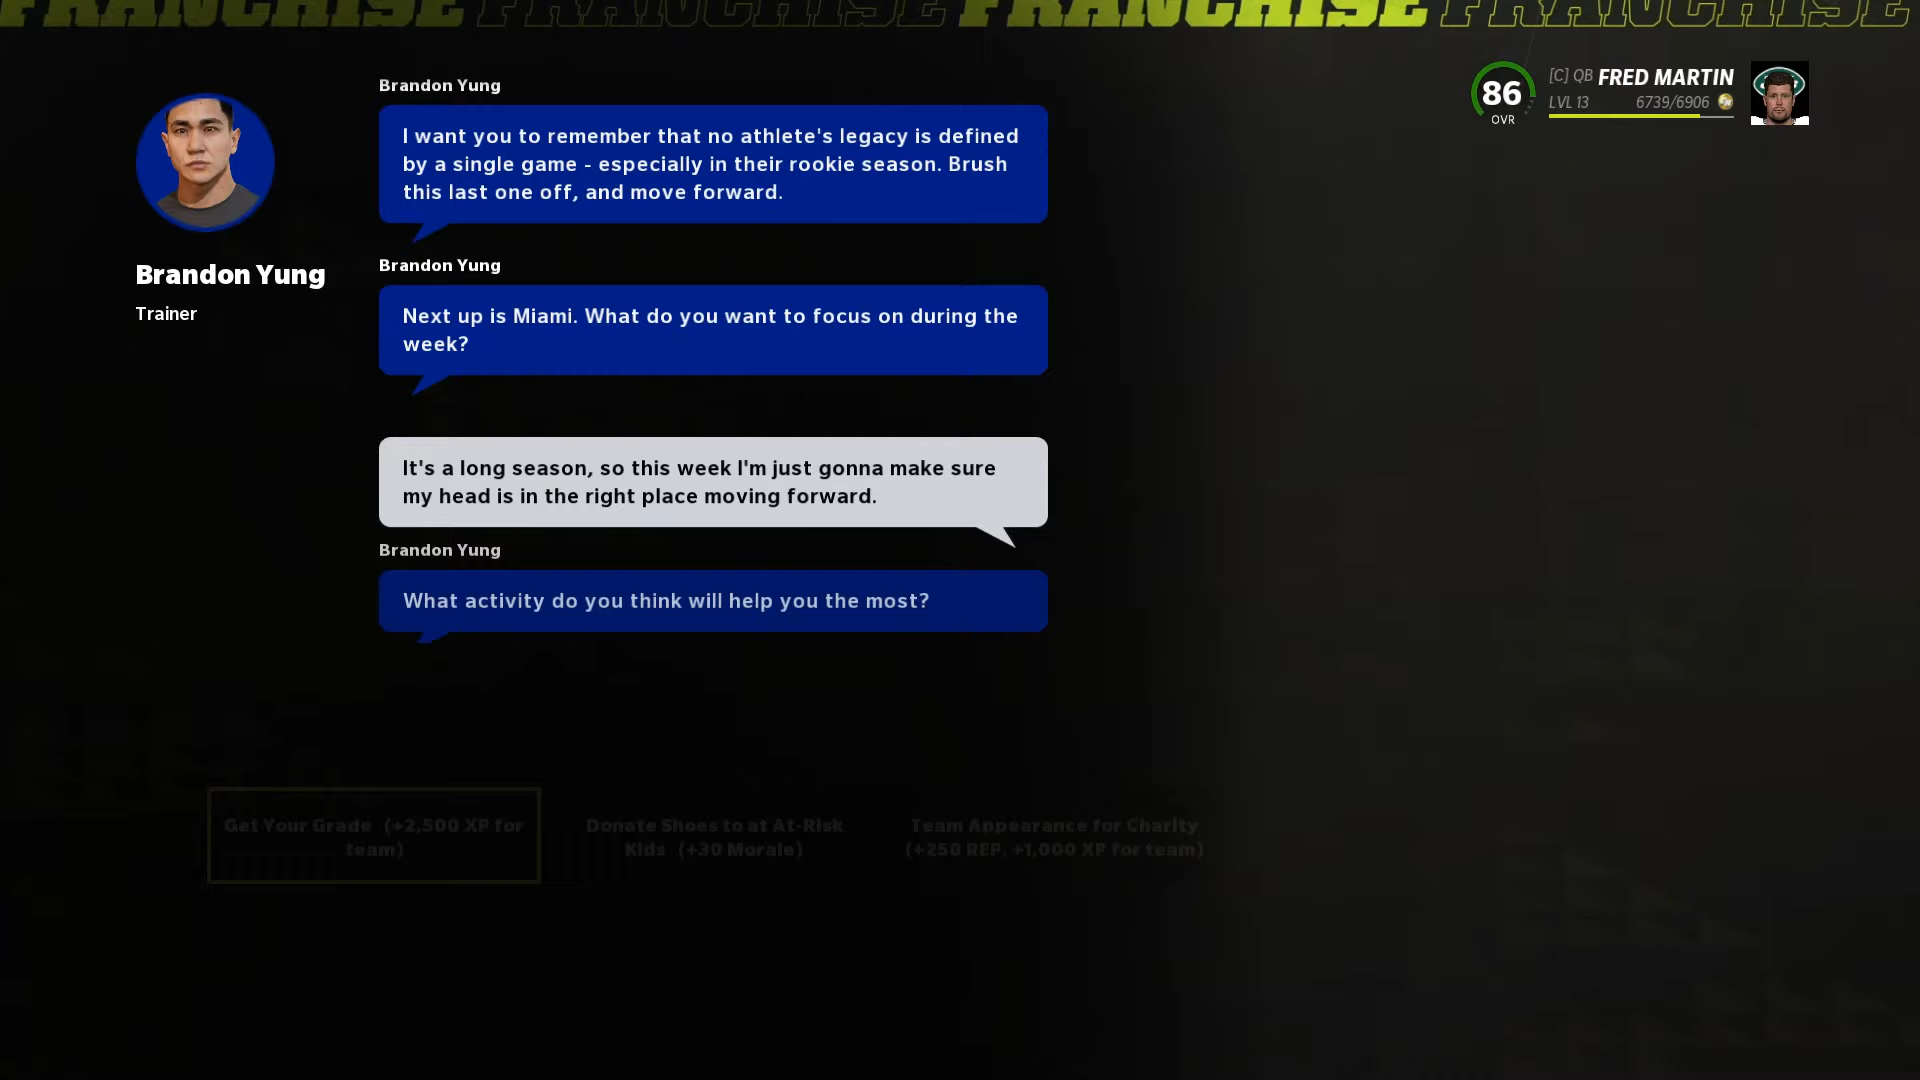 FRANCHISE FRANCHISE FRANCHISE FRANCHISE
86
OVR
[C] QB FRED MARTIN
LVL 13 6739/6906
Brandon Yung
Trainer
Brandon Yung
I want you to remember that no athlete's legacy is defined
by a single game - especially in their rookie season. Brush
this last one off, and move forward.
Brandon Yung
Next up is Miami. What do you want to focus on during the
week?
It's a long season, so this week I'm just gonna make sure
my head is in the right place moving forward.
Brandon Yung
What activity do you think will help you the most?
Get Your Grade (+2,500 XP for
team)
Donate Shoes to at At-Risk
Kids (+30 Morale)
Team Appearance for Charity
(+250 REP, +1,000 XP for team)